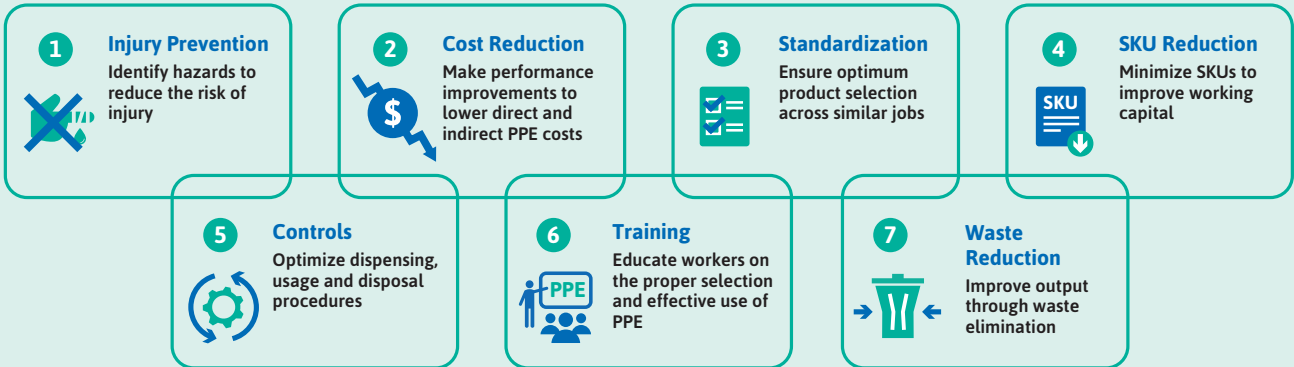 1
Injury Prevention
Identify hazards to
reduce the risk of
injury
2
Cost Reduction
Make performance
improvements to
lower direct and
indirect PPE costs
$
3
Standardization
Ensure optimum
product selection
across similar jobs
4
SKU Reduction
Minimize SKUs to
improve working
capital
SKU
5
Controls
Optimize dispensing,
usage and disposal
procedures
6
Training
Educate workers on
the proper selection
and effective use of
PPE
PPE
7
Waste
Reduction
Improve output
through waste
elimination